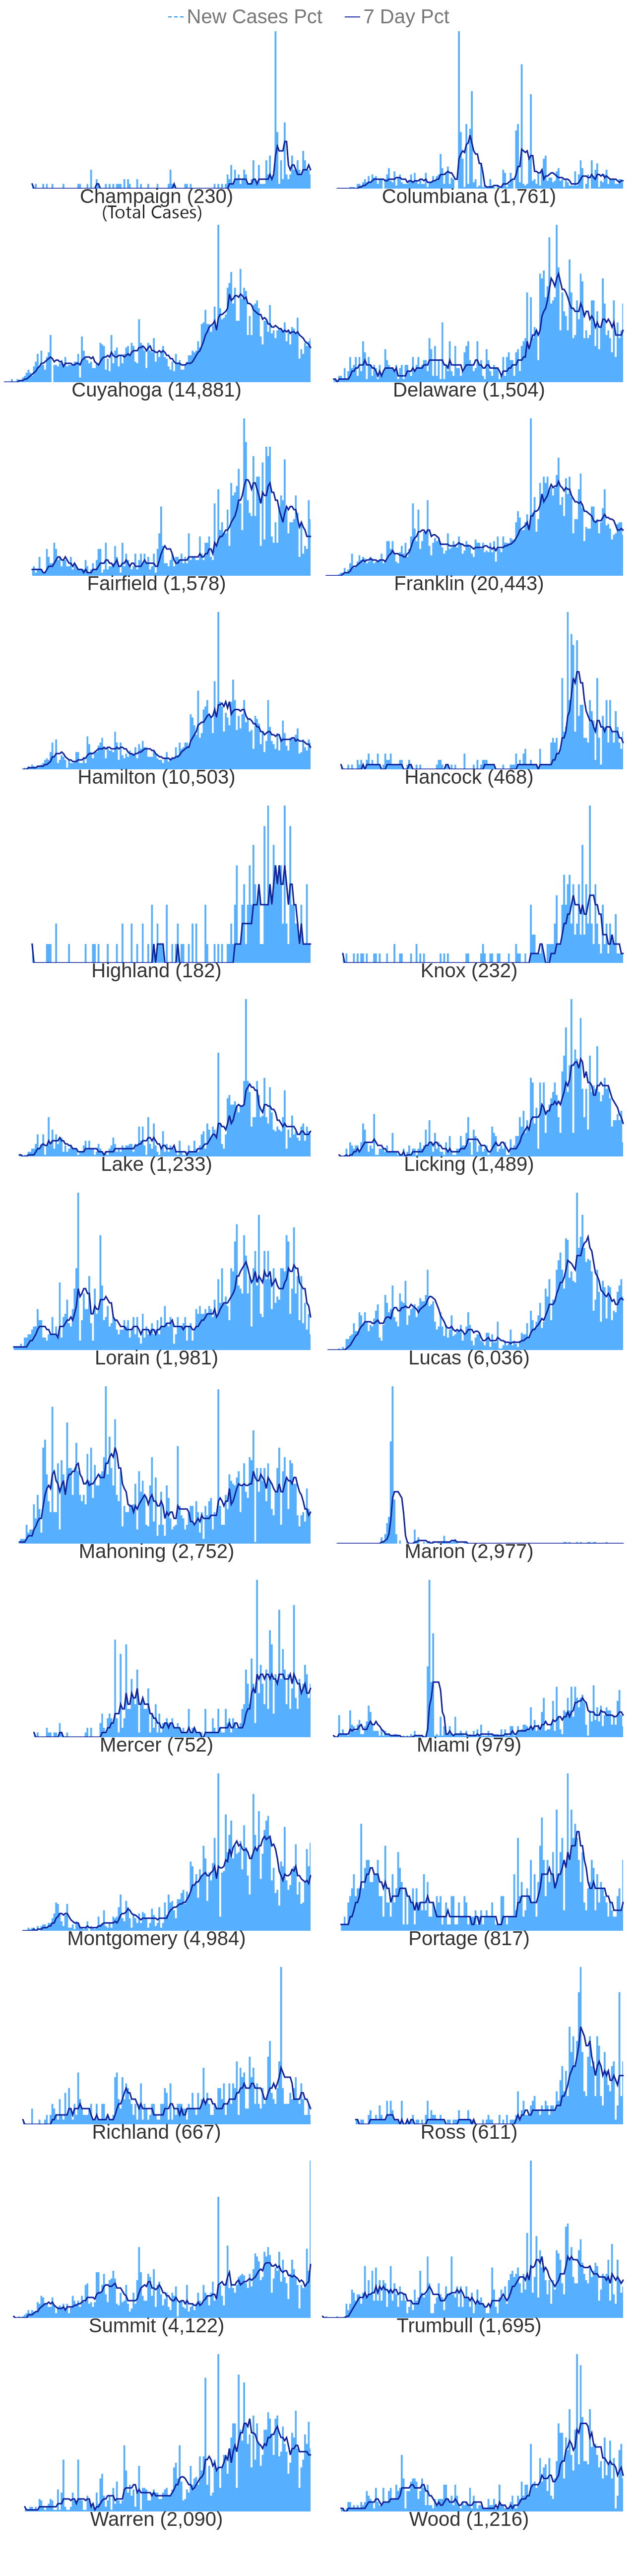 New Cases Pct 7 Day Pct
Champaign (230) Columbiana (1,761)
(Total Cases)
Cuyahoga (14,881) Delaware (1,504)
Fairfield (1,578) Franklin (20,443)
Hamilton (10,503) Hancock (468)
Highland (182) Knox (232)
Lake (1,233) Licking (1,489)
Lorain (1,981) Lucas (6,036)
Mahoning (2,752) Marion (2,977)
Mercer (752) Miami (979)
Montgomery (4,984) Portage (817)
Richland (667) Ross (611)
Summit (4,122) Trumbull (1,695)
Warren (2,090) Wood (1,216)